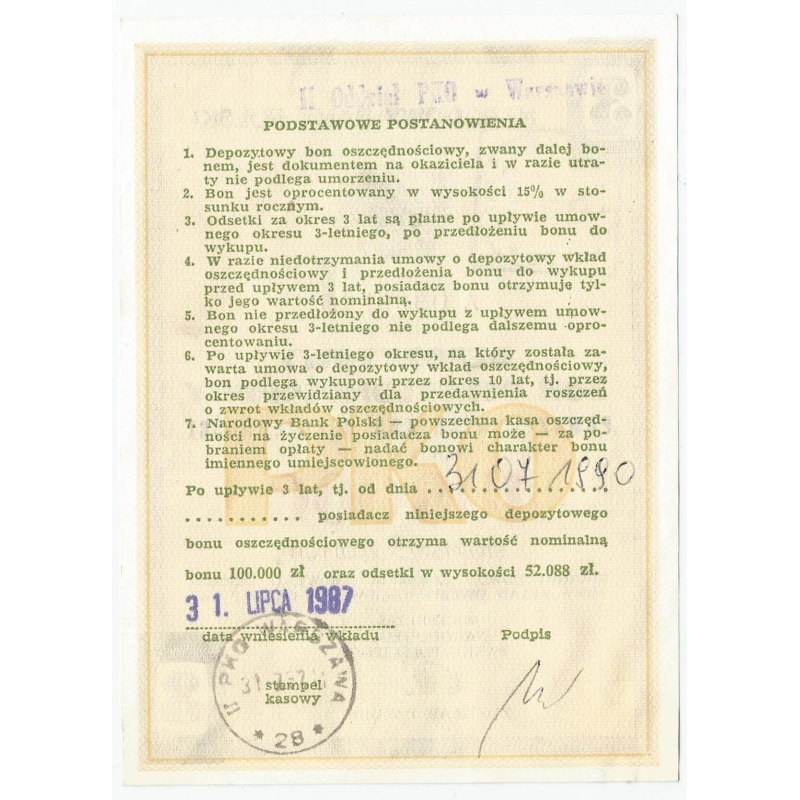 II Oddział PKO w Warszawie
PODSTAWOWE POSTANOWIENIA
1. Depozytowy bon oszczędnościowy, zwany dalej bo-
nem, jest dokumentem na okaziciela i w razie utra-
ty nie podlega umorzeniu.
2. Bon jest oprocentowany w wysokości 15% w sto-
sunku rocznym.
3. Odsetki za okres 3 lat są płatne po upływie umow-
nego okresu 3-letniego, po przedłożeniu bonu do
wykupu.
4. W razie niedotrzymania umowy o depozytowy wkład
oszczędnościowy i przedłożenia bonu do wykupu
przed upływem 3 lat, posiadacz bonu otrzymuje tyl-
ko jego wartość nominalną.
5. Bon nie przedłożony do wykupu z upływem umow-
nego okresu 3-letniego nie podlega dalszemu opro-
centowaniu.
6. Po upływie 3-letniego okresu, na który została za-
warta umowa o depozytowy wkład oszczędnościowy,
bon podlega wykupowi przez okres 10 lat, tj. przez
okres przewidziany dla przedawnienia roszczeń
o zwrot wkładów oszczędnościowych.
7. Narodowy Bank Polski — powszechna kasa oszczęd-
ności na życzenie posiadacza bonu może — za po-
braniem opłaty — nadać bonowi charakter bonu
imiennego umiejscowionego.
PKO
Po upływie 3 lat, tj. od dnia 31 07 1990
........... posiadacz niniejszego depozytowego
bonu oszczędnościowego otrzyma wartość nominalną
bonu 100.000 zł oraz odsetki w wysokości 52.088 zł.
31. LIPCA 1987
data wniesienia wkładu Podpis
II PKO WARSZAWA
stempel
kasowy
* 28 *